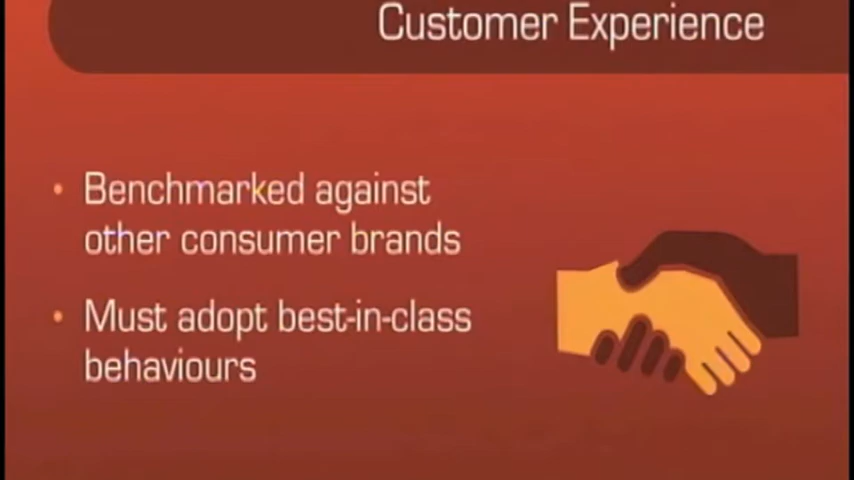 Customer Experience
• Benchmarked against
other consumer brands
• Must adopt best-in-class
behaviours